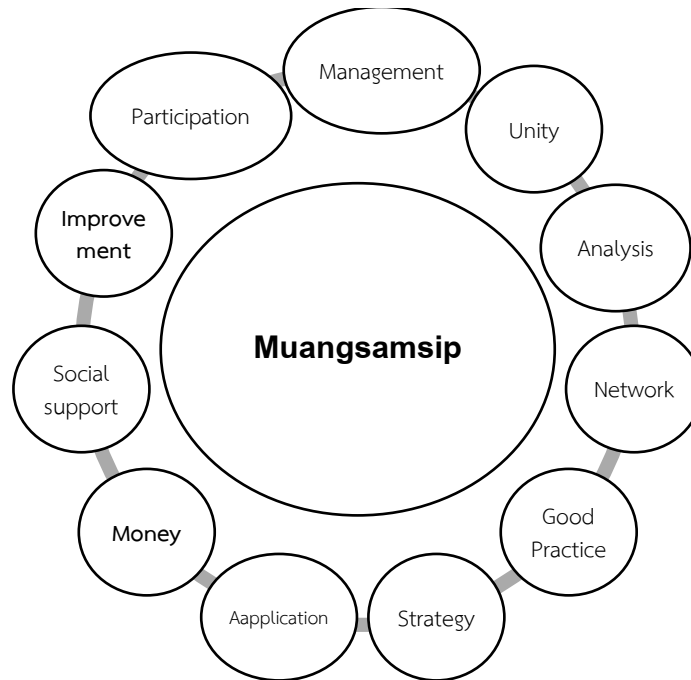 Management
Unity
Analysis
Network
Good
Practice
Strategy
Aapplication
Money
Social
support
Improve
ment
Participation
Muangsamsip